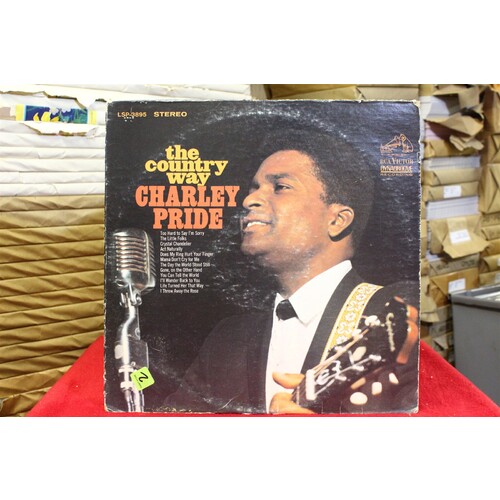 LSP-3895 STEREO
RCA VICTOR
DYNAGROOVE
the
country
way
CHARLEY
PRIDE
Too Hard to Say I'm Sorry
The Little Folks
Crystal Chandelier
Act Naturally
Does My Ring Hurt Your Finger
Mama Don't Cry for Me
The Day the World Stood Still
Gone, on the Other Hand
You Can Tell the World
I'll Wander Back to You
Life Turned Her That Way
I Threw Away the Rose
2